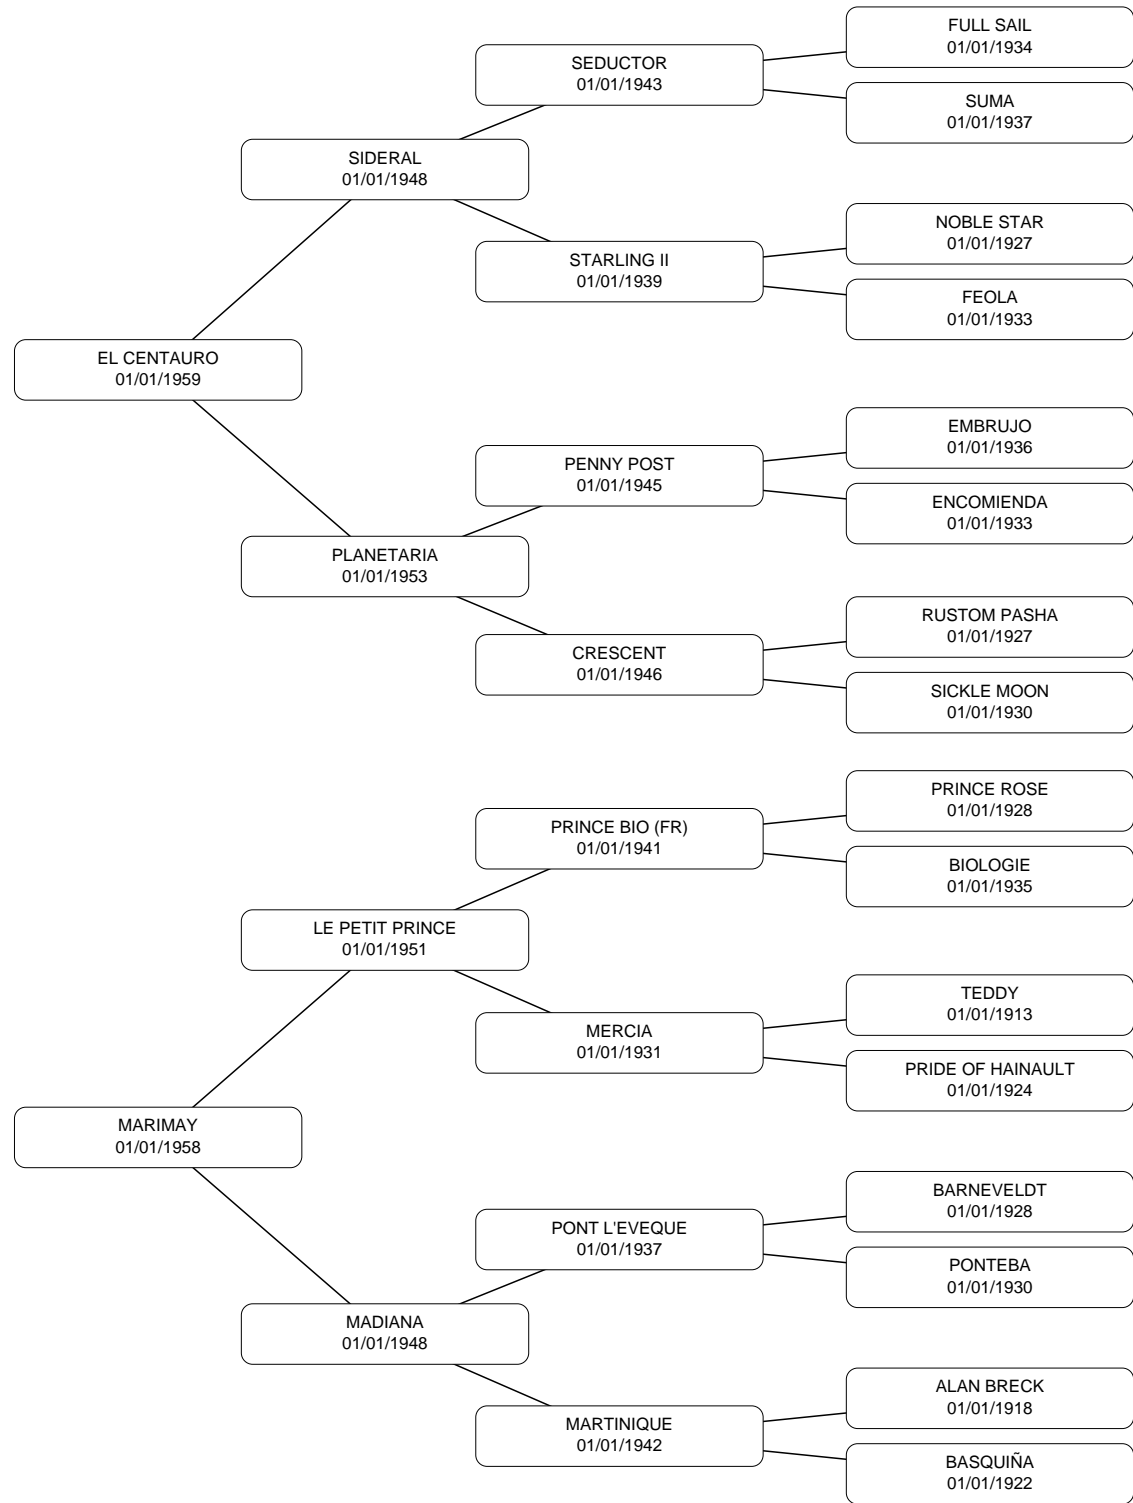 FULL SAIL
01/01/1934
SEDUCTOR
01/01/1943
SUMA
01/01/1937
SIDERAL
01/01/1948
NOBLE STAR
01/01/1927
STARLING II
01/01/1939
FEOLA
01/01/1933
EL CENTAURO
01/01/1959
EMBRUJO
01/01/1936
PENNY POST
01/01/1945
ENCOMIENDA
01/01/1933
PLANETARIA
01/01/1953
RUSTOM PASHA
01/01/1927
CRESCENT
01/01/1946
SICKLE MOON
01/01/1930
PRINCE ROSE
01/01/1928
PRINCE BIO (FR)
01/01/1941
BIOLOGIE
01/01/1935
LE PETIT PRINCE
01/01/1951
TEDDY
01/01/1913
MERCIA
01/01/1931
PRIDE OF HAINAULT
01/01/1924
MARIMAY
01/01/1958
BARNEVELDT
01/01/1928
PONT L'EVEQUE
01/01/1937
PONTEBA
01/01/1930
MADIANA
01/01/1948
ALAN BRECK
01/01/1918
MARTINIQUE
01/01/1942
BASQUIÑA
01/01/1922